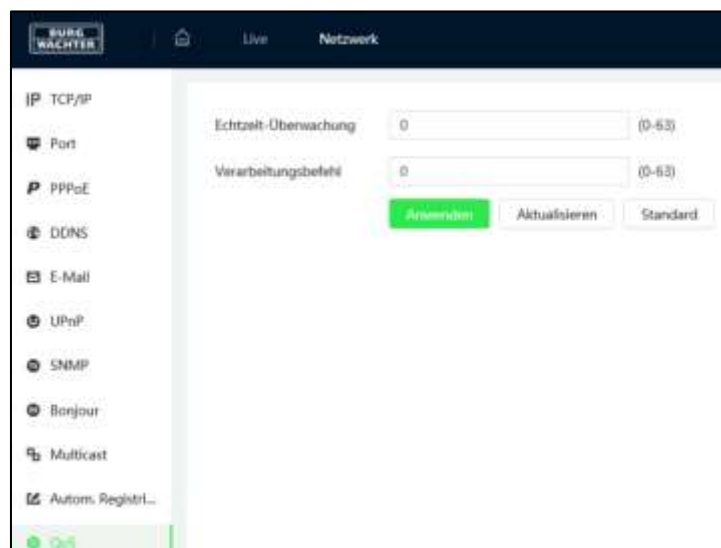 BURG
WÄCHTER
Live
Netzwerk
IP TCP/IP
Port
P PPPoE
DDNS
E-Mail
UPnP
SNMP
Bonjour
Multicast
Autom. Registri...
QoS
Echtzeit-Überwachung 0 (0-63)
Verarbeitungsbefehl 0 (0-63)
Anwenden Aktualisieren Standard